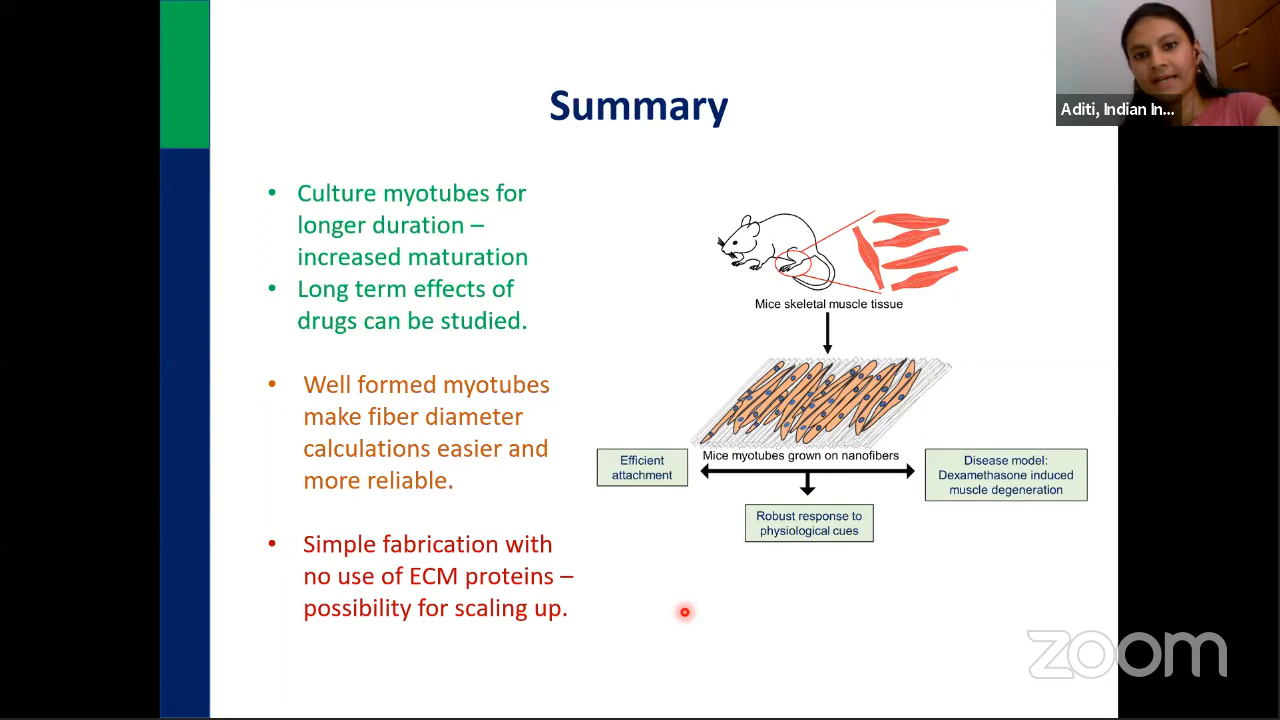 Summary
Aditi, Indian In...
• Culture myotubes for
longer duration –
increased maturation
• Long term effects of
drugs can be studied.
• Well formed myotubes
make fiber diameter
calculations easier and
more reliable.
• Simple fabrication with
no use of ECM proteins –
possibility for scaling up.
Mice skeletal muscle tissue
Mice myotubes grown on nanofibers
Efficient
attachment
Robust response to
physiological cues
Disease model:
Dexamethasone induced
muscle degeneration
zoom